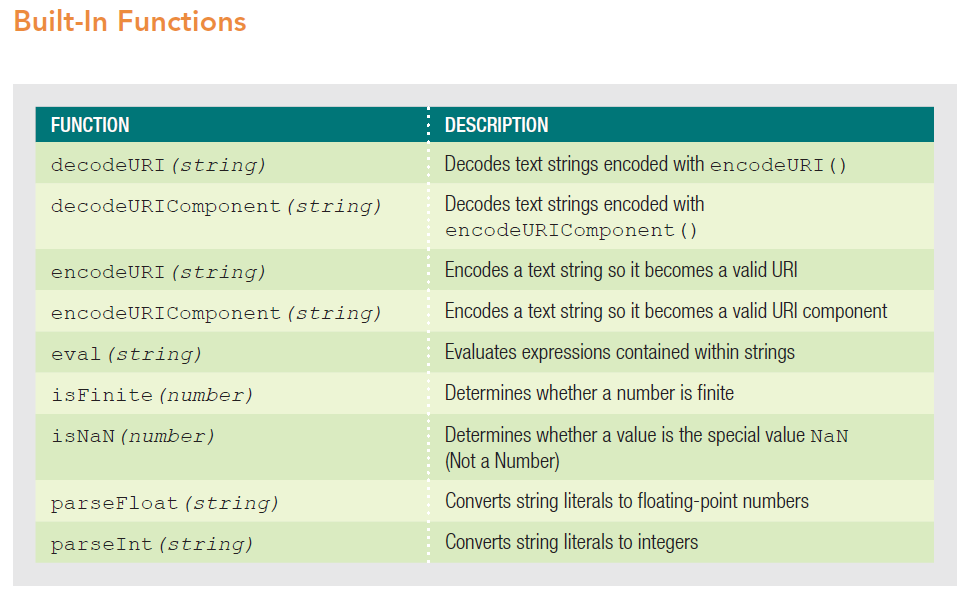 Built-In Functions
FUNCTION DESCRIPTION
decodeURI(string) Decodes text strings encoded with encodeURI()
decodeURIComponent(string) Decodes text strings encoded with
encodeURIComponent()
encodeURI(string) Encodes a text string so it becomes a valid URI
encodeURIComponent(string) Encodes a text string so it becomes a valid URI component
eval(string) Evaluates expressions contained within strings
isFinite(number) Determines whether a number is finite
isNaN(number) Determines whether a value is the special value NaN
(Not a Number)
parseFloat(string) Converts string literals to floating-point numbers
parseInt(string) Converts string literals to integers